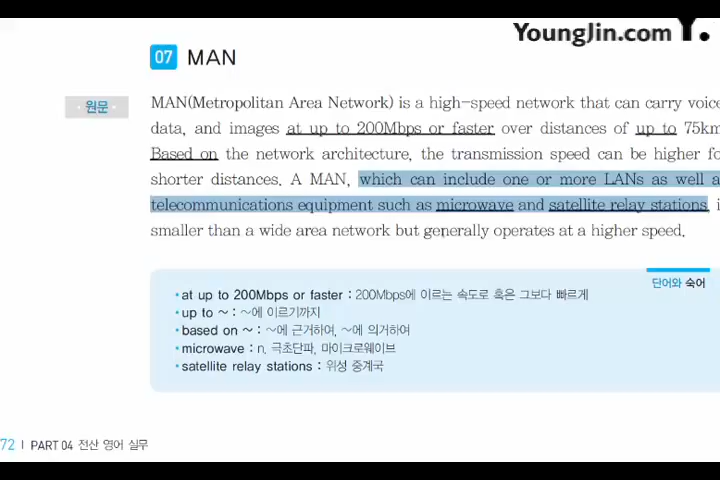 YoungJin.com Y.
07 MAN
원문
MAN(Metropolitan Area Network) is a high-speed network that can carry voice
data, and images at up to 200Mbps or faster over distances of up to 75km
Based on the network architecture, the transmission speed can be higher fo
shorter distances. A MAN, which can include one or more LANs as well a
telecommunications equipment such as microwave and satellite relay stations, i
smaller than a wide area network but generally operates at a higher speed.
단어와 숙어
• at up to 200Mbps or faster : 200Mbps에 이르는 속도로 혹은 그보다 빠르게
• up to ~ : ~에 이르기까지
• based on ~ : ~에 근거하여, ~에 의거하여
• microwave : n. 극초단파, 마이크로웨이브
• satellite relay stations : 위성 중계국
72 | PART 04 전산 영어 실무